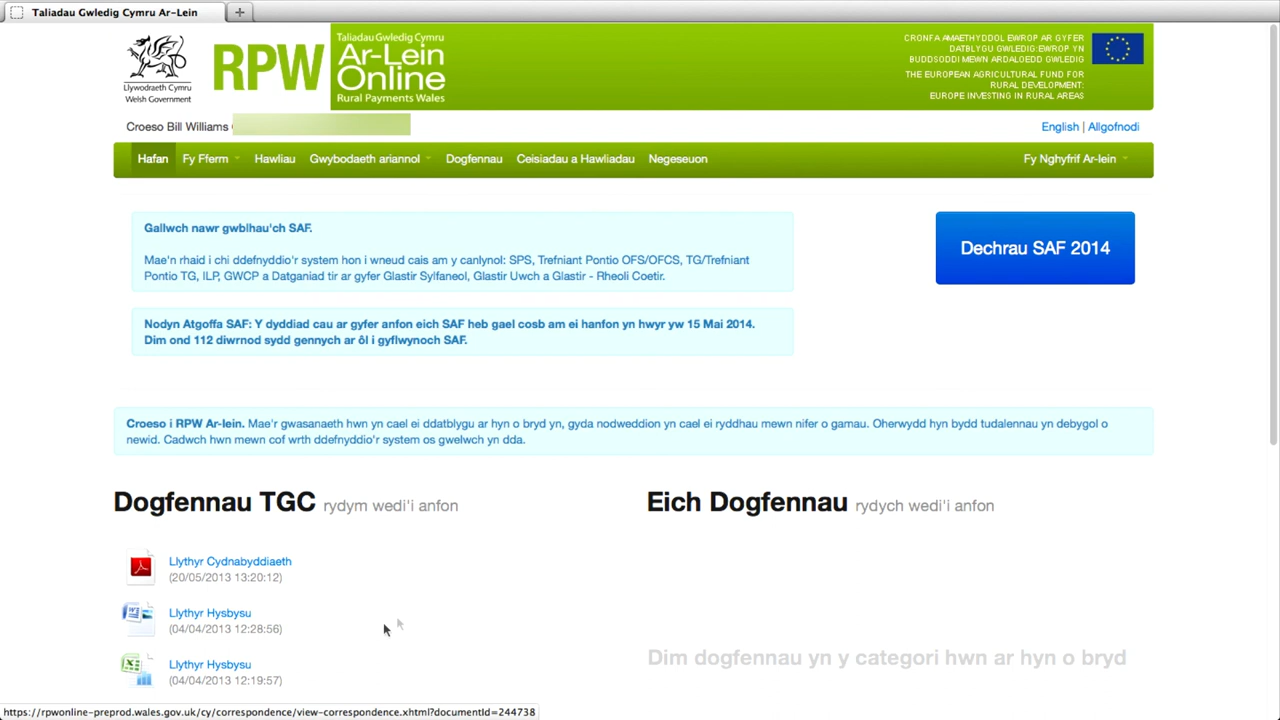 Taliadau Gwledig Cymru Ar-Lein
Llywodraeth Cymru
Welsh Government
RPW
Taliadau Gwledig Cymru
Ar-Lein
Online
Rural Payments Wales
CRONFA AMAETHYDDOL EWROP AR GYFER
DATBLYGU GWLEDIG:EWROP YN
BUDDSODDI MEWN ARDALOEDD GWLEDIG
THE EUROPEAN AGRICULTURAL FUND FOR
RURAL DEVELOPMENT:
EUROPE INVESTING IN RURAL AREAS
Croeso Bill Williams (
English | Allgofnodi
Hafan Fy Fferm Hawliau Gwybodaeth ariannol Dogfennau Ceisiadau a Hawliadau Negeseuon Fy Nghyfrif Ar-lein
Gallwch nawr gwblhau'ch SAF.
Mae'n rhaid i chi ddefnyddio'r system hon i wneud cais am y canlynol: SPS, Trefniant Pontio OFS/OFCS, TG/Trefniant
Pontio TG, ILP, GWCP a Datganiad tir ar gyfer Glastir Sylfaneol, Glastir Uwch a Glastir - Rheoli Coetir.
Dechrau SAF 2014
Nodyn Atgoffa SAF: Y dyddiad cau ar gyfer anfon eich SAF heb gael cosb am ei hanfon yn hwyr yw 15 Mai 2014.
Dim ond 112 diwrnod sydd gennych ar ôl i gyflwynoch SAF.
Croeso i RPW Ar-lein. Mae'r gwasanaeth hwn yn cael ei ddatblygu ar hyn o bryd yn, gyda nodweddion yn cael ei ryddhau mewn nifer o gamau. Oherwydd hyn bydd tudalennau yn debygol o
newid. Cadwch hwn mewn cof wrth ddefnyddio'r system os gwelwch yn dda.
Dogfennau TGC rydym wedi'i anfon
Llythyr Cydnabyddiaeth
(20/05/2013 13:20:12)
Llythyr Hysbysu
(04/04/2013 12:28:56)
Llythyr Hysbysu
(04/04/2013 12:19:57)
Eich Dogfennau rydych wedi'i anfon
Dim dogfennau yn y categori hwn ar hyn o bryd
https://rpwonline-preprod.wales.gov.uk/cy/correspondence/view-correspondence.xhtml?documentId=244738